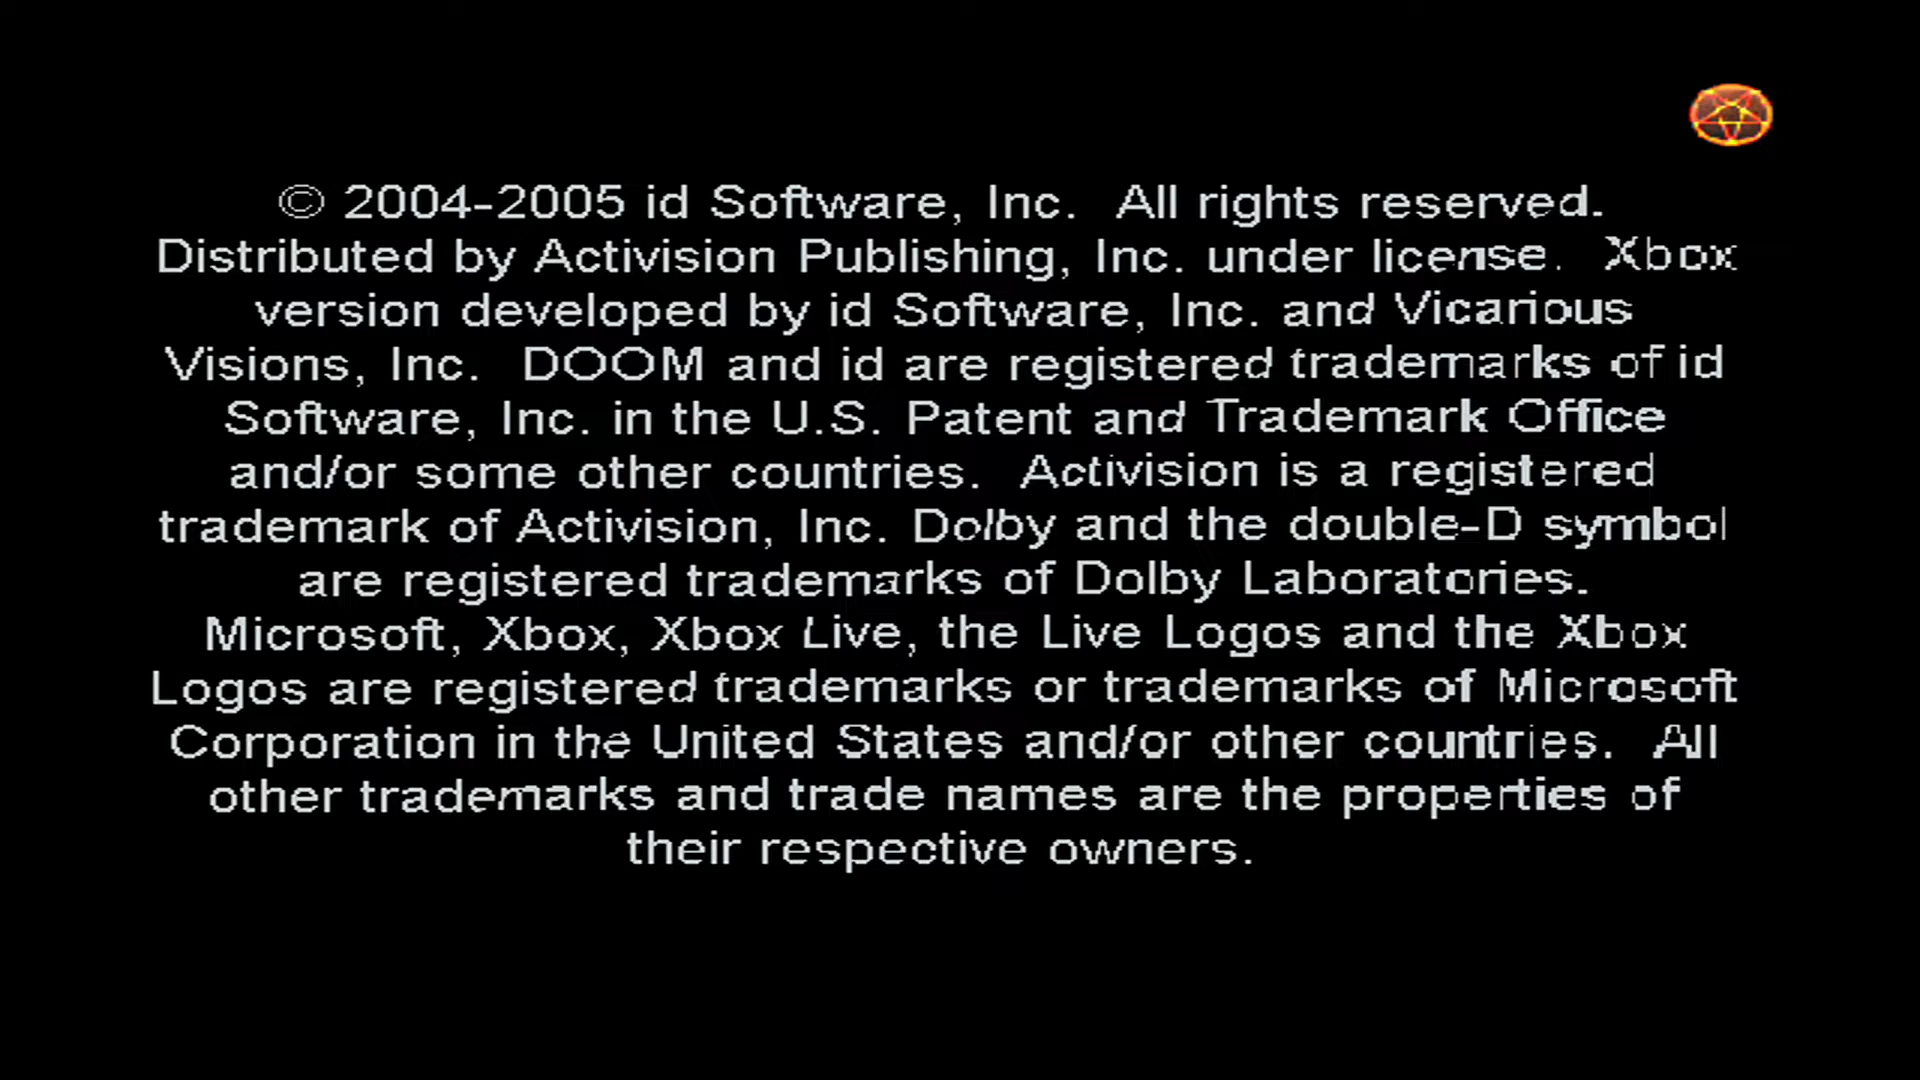 © 2004-2005 id Software, Inc.  All rights reserved.
Distributed by Activision Publishing, Inc. under license.  Xbox
version developed by id Software, Inc. and Vicarious
Visions, Inc.  DOOM and id are registered trademarks of id
Software, Inc. in the U.S. Patent and Trademark Office
and/or some other countries.  Activision is a registered
trademark of Activision, Inc. Dolby and the double-D symbol
are registered trademarks of Dolby Laboratories.
Microsoft, Xbox, Xbox Live, the Live Logos and the Xbox
Logos are registered trademarks or trademarks of Microsoft
Corporation in the United States and/or other countries.  All
other trademarks and trade names are the properties of
their respective owners.